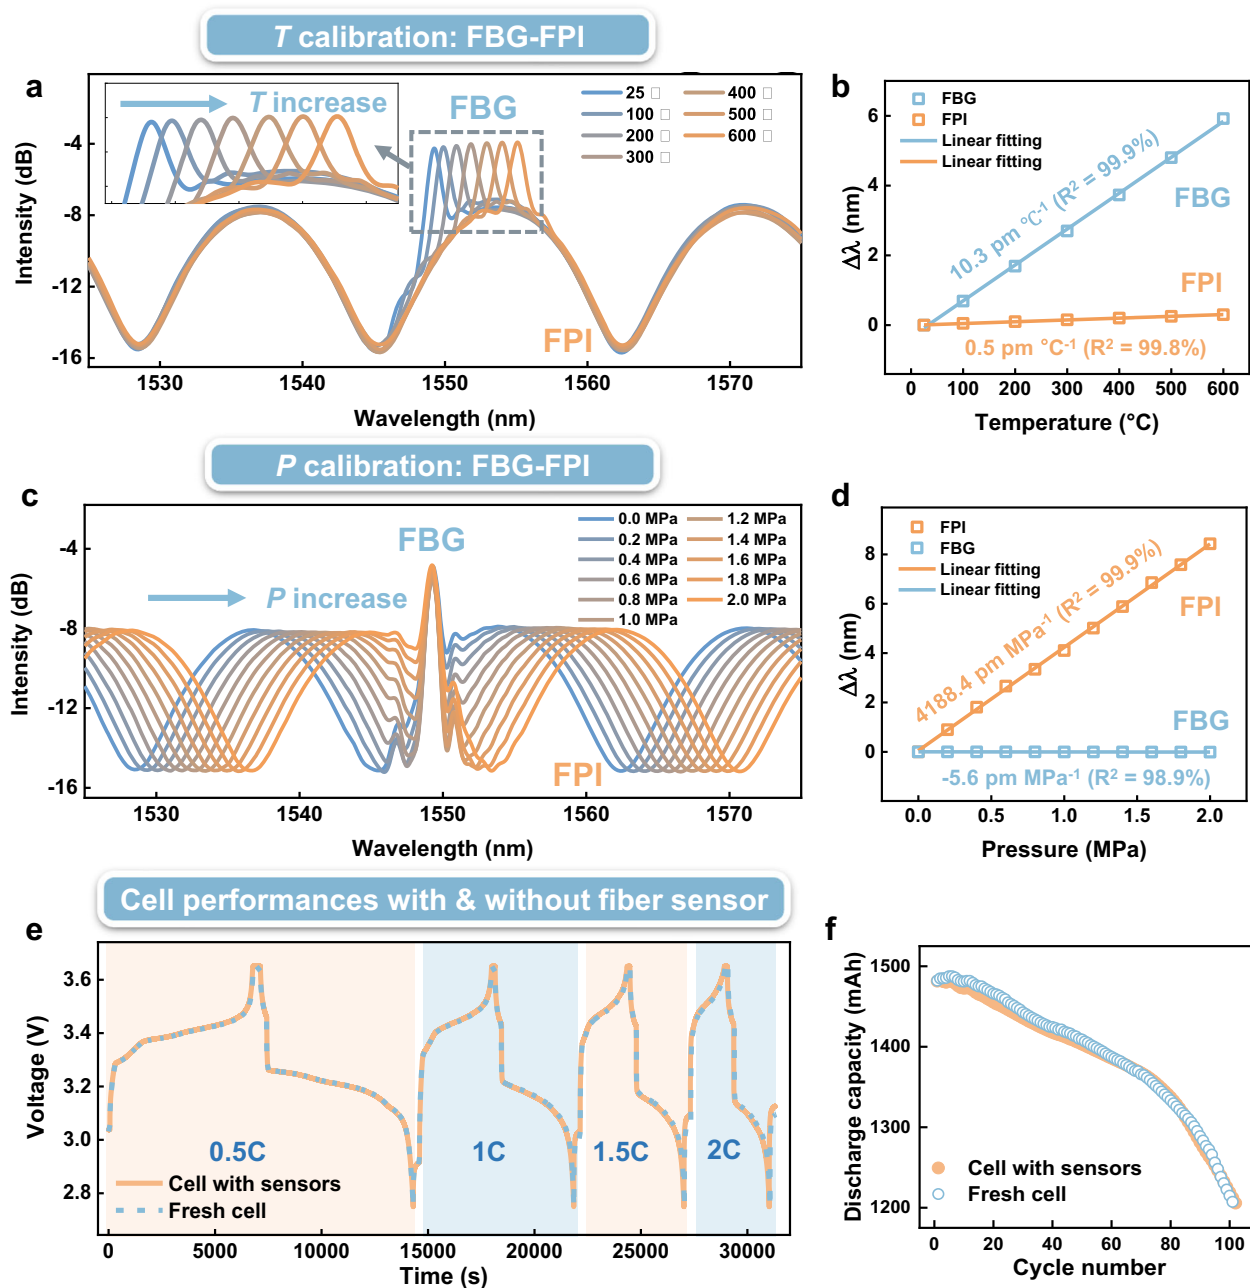 T calibration: FBG-FPI
a
T increase
FBG
25 □
100 □
200 □
300 □
400 □
500 □
600 □
FPI
Intensity (dB)
-4
-8
-12
-16
1530
1540
1550
1560
1570
Wavelength (nm)
b
FBG
FPI
Linear fitting
Linear fitting
10.3 pm °C⁻¹ (R² = 99.9%)
FBG
FPI
0.5 pm °C⁻¹ (R² = 99.8%)
Δλ (nm)
6
4
2
0
0
100
200
300
400
500
600
Temperature (°C)
P calibration: FBG-FPI
c
FBG
P increase
0.0 MPa
0.2 MPa
0.4 MPa
0.6 MPa
0.8 MPa
1.0 MPa
1.2 MPa
1.4 MPa
1.6 MPa
1.8 MPa
2.0 MPa
FPI
Intensity (dB)
-4
-8
-12
-16
1530
1540
1550
1560
1570
Wavelength (nm)
d
FPI
FBG
Linear fitting
Linear fitting
4188.4 pm MPa⁻¹ (R² = 99.9%)
FPI
FBG
-5.6 pm MPa⁻¹ (R² = 98.9%)
Δλ (nm)
8
6
4
2
0
0.0
0.5
1.0
1.5
2.0
Pressure (MPa)
Cell performances with & without fiber sensor
e
0.5C
1C
1.5C
2C
Cell with sensors
Fresh cell
Voltage (V)
3.6
3.4
3.2
3.0
2.8
0
5000
10000
15000
20000
25000
30000
Time (s)
f
Cell with sensors
Fresh cell
Discharge capacity (mAh)
1500
1400
1300
1200
0
20
40
60
80
100
Cycle number